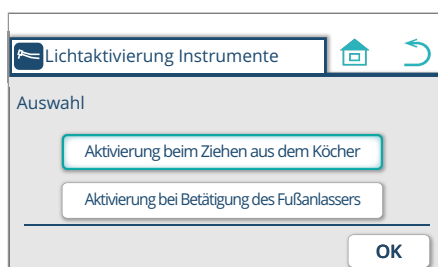 Lichtaktivierung Instrumente
Auswahl
Aktivierung beim Ziehen aus dem Köcher
Aktivierung bei Betätigung des Fußanlassers
OK